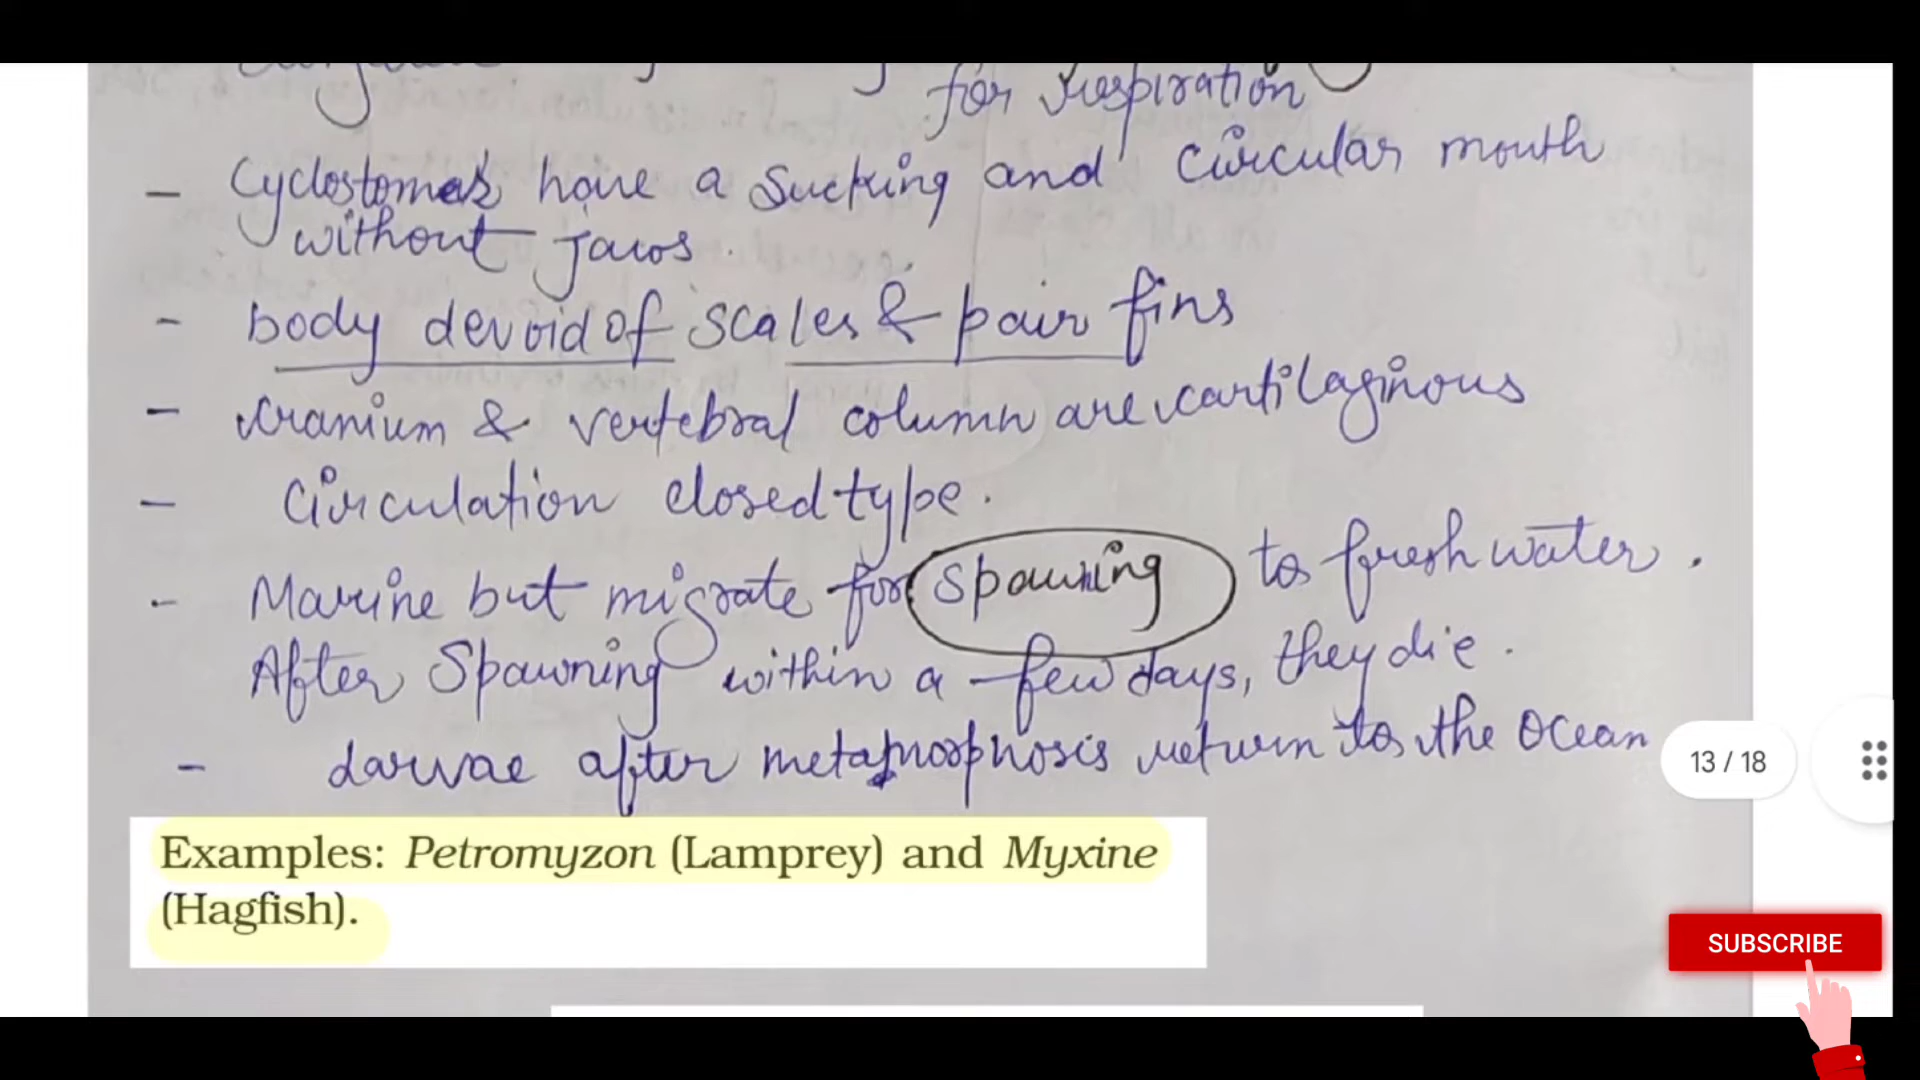 for respiration
- Cyclostomes have a sucking and circular mouth
without jaws.
- body devoid of scales & pair fins
- cranium & vertebral column are cartilaginous
- Circulation closed type.
- Marine but migrate for spawning to fresh water.
After Spawning within a few days, they die.
- Larvae after metamorphosis return to the ocean
13 / 18
Examples: Petromyzon (Lamprey) and Myxine
(Hagfish).
SUBSCRIBE